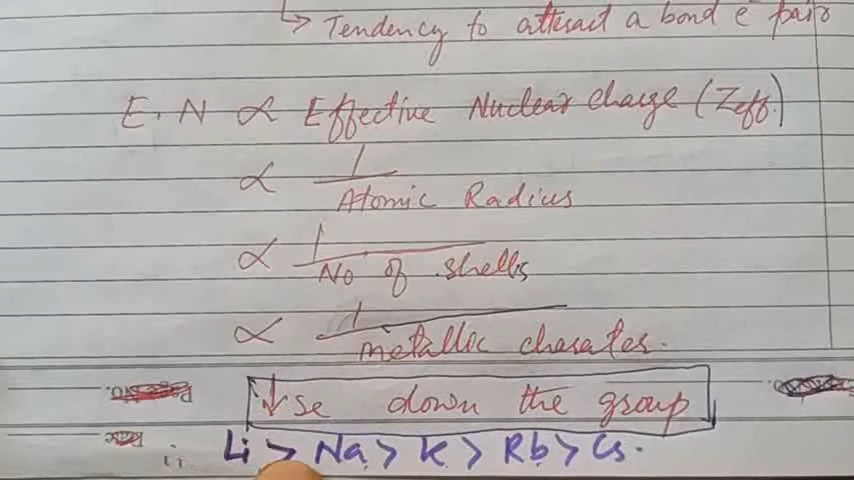 ↳ Tendency to attract a bond e⁻ pair
E.N ∝ Effective Nuclear charge (Zeff.)
∝ 1/Atomic Radius
∝ 1/No of shells
∝ 1/metallic charater.
↓se down the group
Li > Na > K > Rb > Cs.